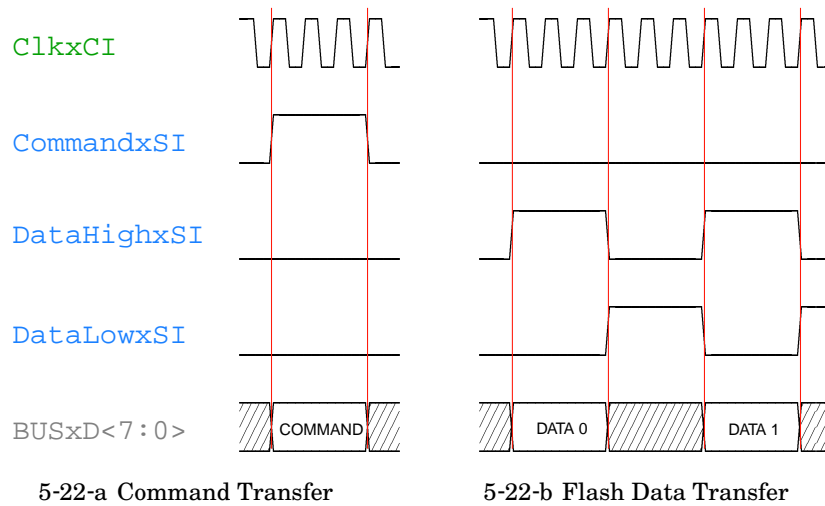 ClkxCI
CommandxSI
DataHighxSI
DataLowxSI
BUSxD<7:0> COMMAND DATA 0 DATA 1
5-22-a Command Transfer 5-22-b Flash Data Transfer